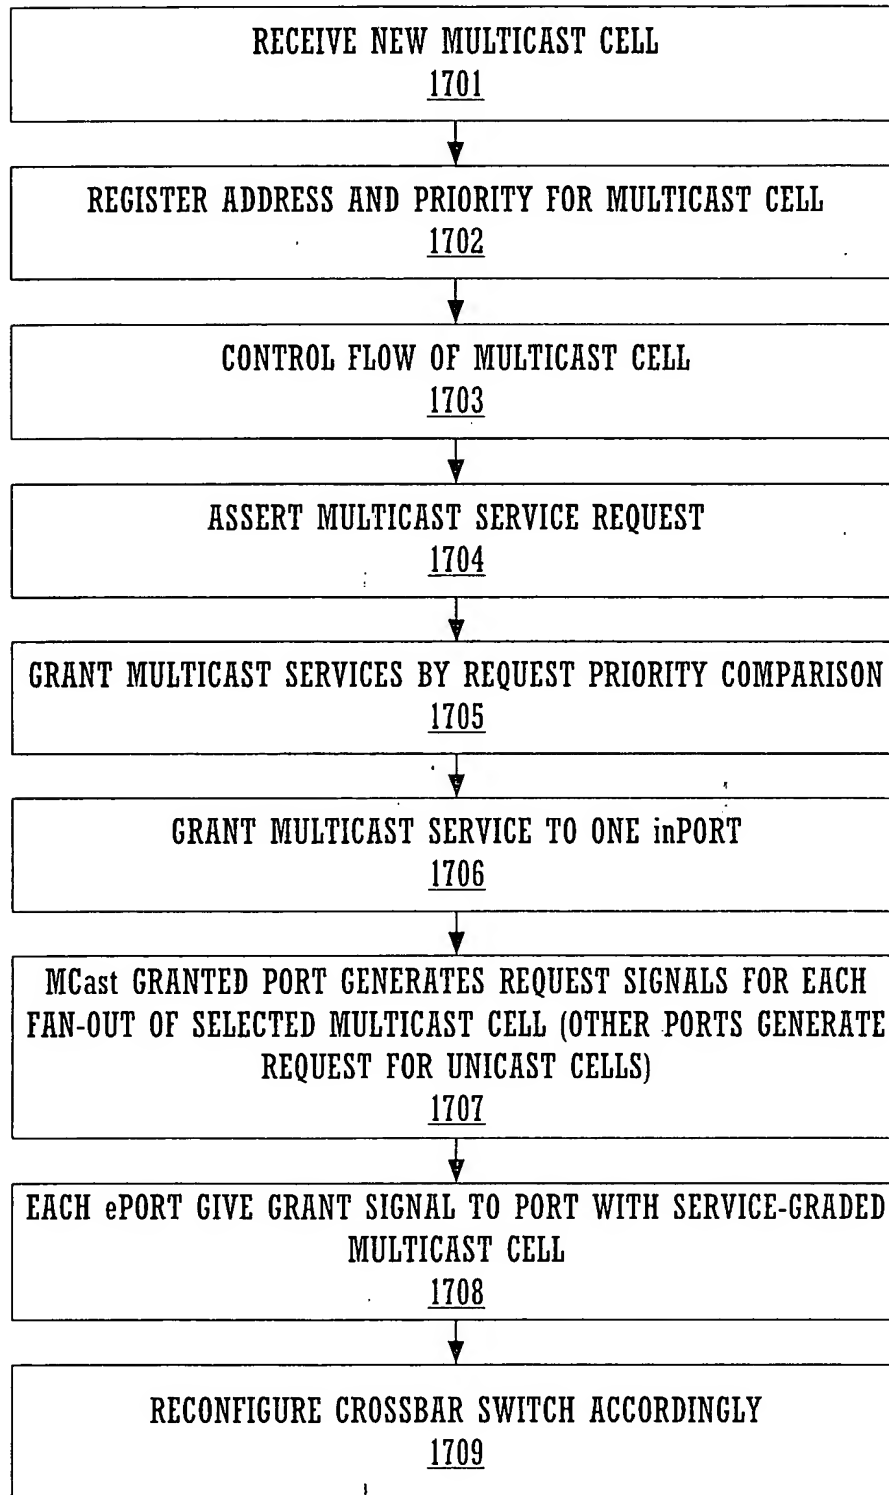 RECEIVE NEW MULTICAST CELL
1701
REGISTER ADDRESS AND PRIORITY FOR MULTICAST CELL
1702
CONTROL FLOW OF MULTICAST CELL
1703
ASSERT MULTICAST SERVICE REQUEST
1704
GRANT MULTICAST SERVICES BY REQUEST PRIORITY COMPARISON
1705
GRANT MULTICAST SERVICE TO ONE inPORT
1706
MCast GRANTED PORT GENERATES REQUEST SIGNALS FOR EACH
FAN-OUT OF SELECTED MULTICAST CELL (OTHER PORTS GENERATE
REQUEST FOR UNICAST CELLS)
1707
EACH ePORT GIVE GRANT SIGNAL TO PORT WITH SERVICE-GRADED
MULTICAST CELL
1708
RECONFIGURE CROSSBAR SWITCH ACCORDINGLY
1709